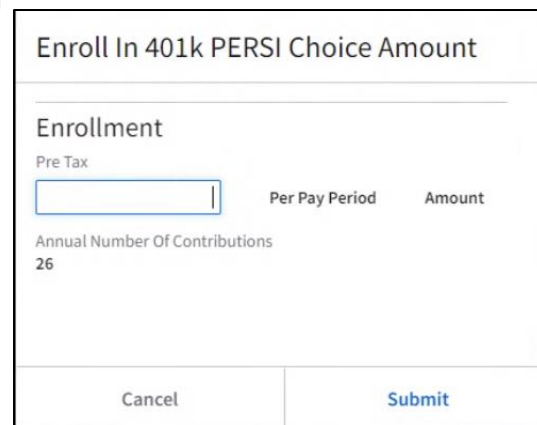 Enroll In 401k PERSI Choice Amount
Enrollment
Pre Tax
Per Pay Period Amount
Annual Number Of Contributions
26
Cancel Submit